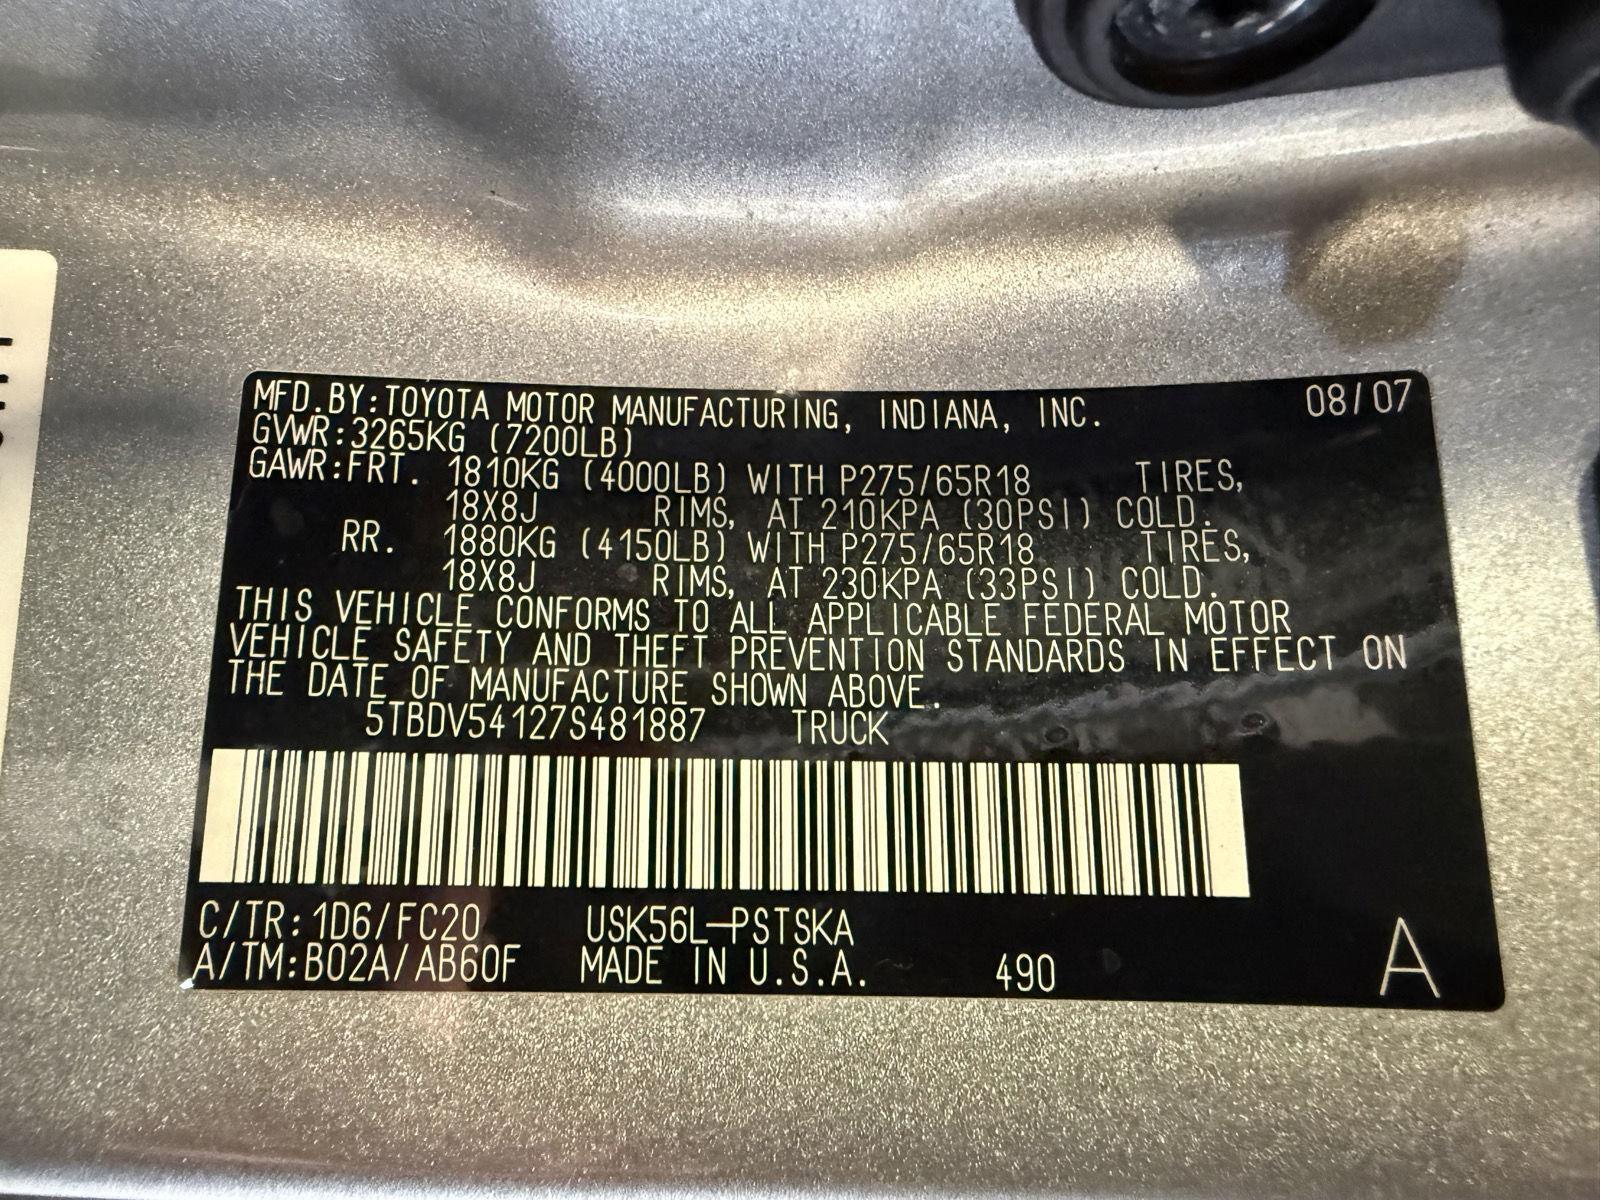 MFD.BY:TOYOTA MOTOR MANUFACTURING, INDIANA, INC. 08/07
GVWR:3265KG (7200LB)
GAWR:FRT. 1810KG (4000LB) WITH P275/65R18 TIRES,
18X8J RIMS, AT 210KPA (30PSI) COLD.
RR. 1880KG (4150LB) WITH P275/65R18 TIRES,
18X8J RIMS, AT 230KPA (33PSI) COLD.
THIS VEHICLE CONFORMS TO ALL APPLICABLE FEDERAL MOTOR
VEHICLE SAFETY AND THEFT PREVENTION STANDARDS IN EFFECT ON
THE DATE OF MANUFACTURE SHOWN ABOVE.
5TBDV54127S481887 TRUCK
C/TR:1D6/FC20 USK56L-PSTSKA
A/TM:B02A/AB60F MADE IN U.S.A. 490 A